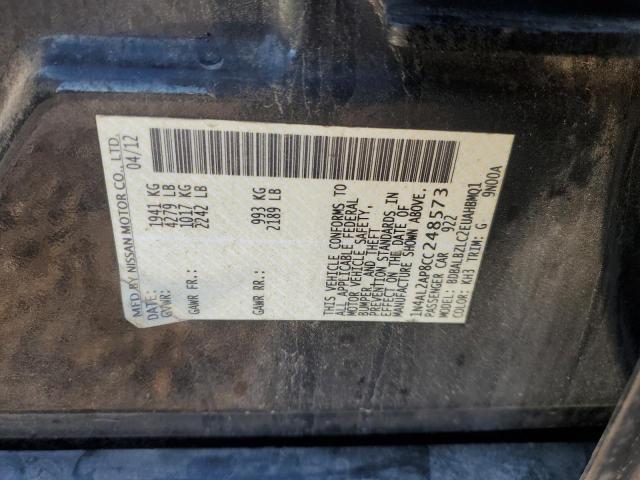 MFD BY NISSAN MOTOR CO., LTD.
DATE: 04/12
GVWR: 1941 KG
4279 LB
GAWR FR: 1017 KG
2242 LB
GAWR RR: 993 KG
2189 LB
THIS VEHICLE CONFORMS TO
ALL APPLICABLE FEDERAL
MOTOR VEHICLE SAFETY,
BUMPER, AND THEFT
PREVENTION STANDARDS IN
EFFECT ON THE DATE OF
MANUFACTURE
1N4AL2AP8CC248573
PASSENGER CAR 922
MODEL: BDBALBZLC2EUAHBMQ1
COLOR: KH3 TRIM: G 9N00A